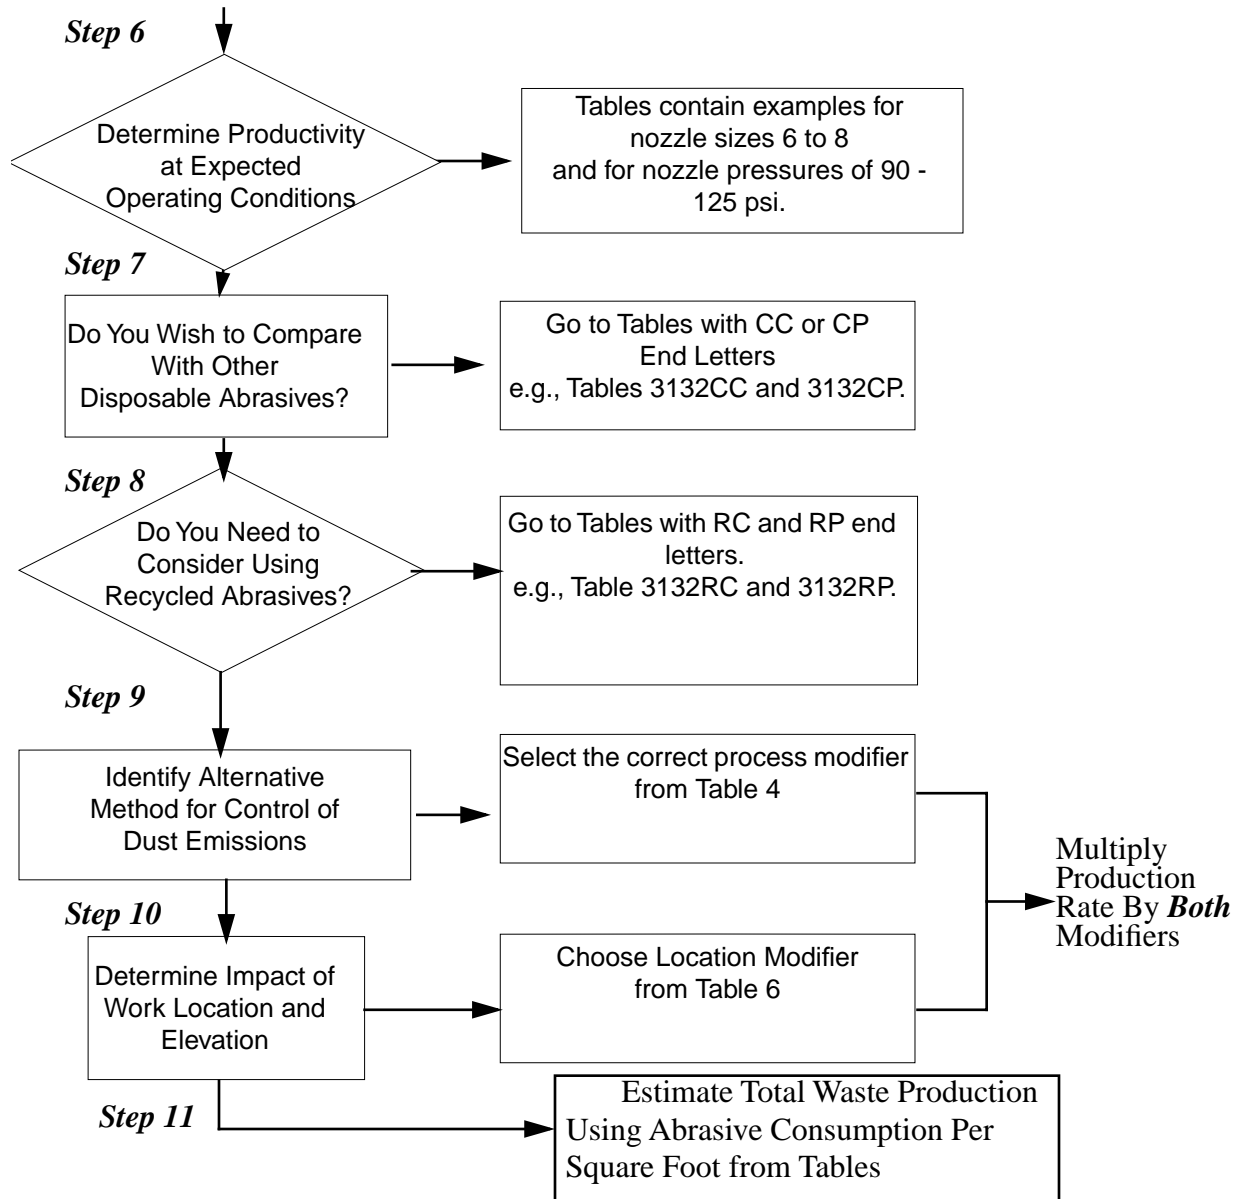 Step 6
Determine Productivity
at Expected
Operating Conditions
Tables contain examples for
nozzle sizes 6 to 8
and for nozzle pressures of 90 -
125 psi.
Step 7
Do You Wish to Compare
With Other
Disposable Abrasives?
Go to Tables with CC or CP
End Letters
e.g., Tables 3132CC and 3132CP.
Step 8
Do You Need to
Consider Using
Recycled Abrasives?
Go to Tables with RC and RP end
letters.
e.g., Table 3132RC and 3132RP.
Step 9
Identify Alternative
Method for Control of
Dust Emissions
Select the correct process modifier
from Table 4
Multiply
Production
Rate By Both
Modifiers
Step 10
Determine Impact of
Work Location and
Elevation
Choose Location Modifier
from Table 6
Step 11
Estimate Total Waste Production
Using Abrasive Consumption Per
Square Foot from Tables